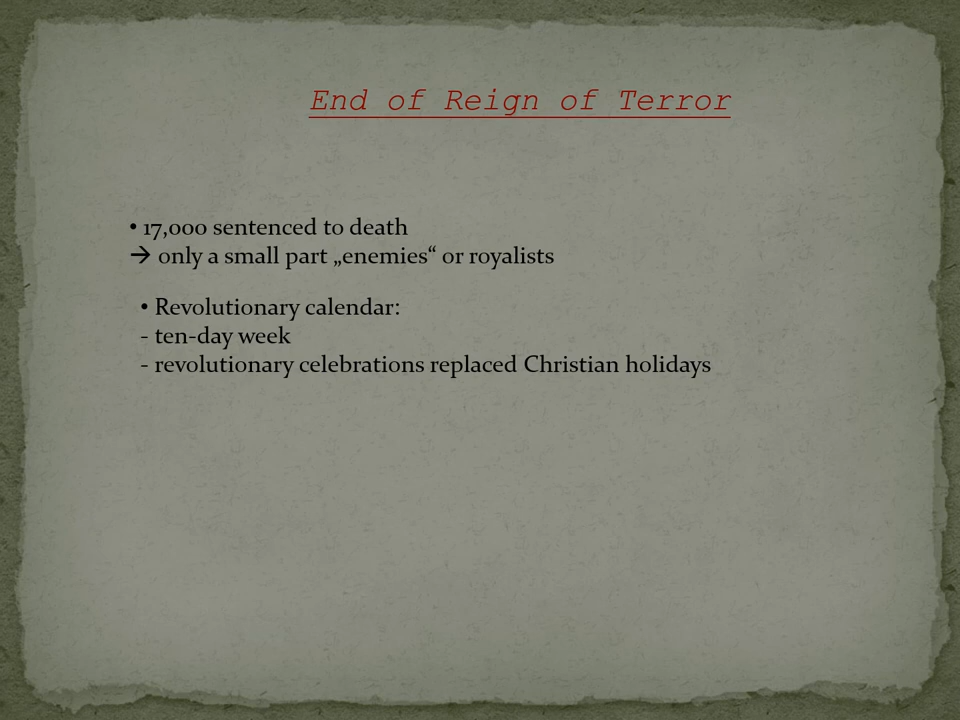 End of Reign of Terror
• 17,000 sentenced to death
→ only a small part „enemies“ or royalists
• Revolutionary calendar:
- ten-day week
- revolutionary celebrations replaced Christian holidays